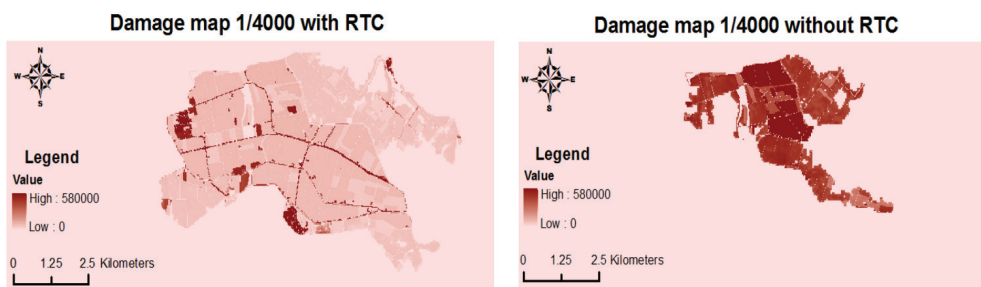 Damage map 1/4000 with RTC
N
W E
S
Legend
Value
High : 580000
Low : 0
0 1.25 2.5 Kilometers
Damage map 1/4000 without RTC
N
W E
S
Legend
Value
High : 580000
Low : 0
0 1.25 2.5 Kilometers